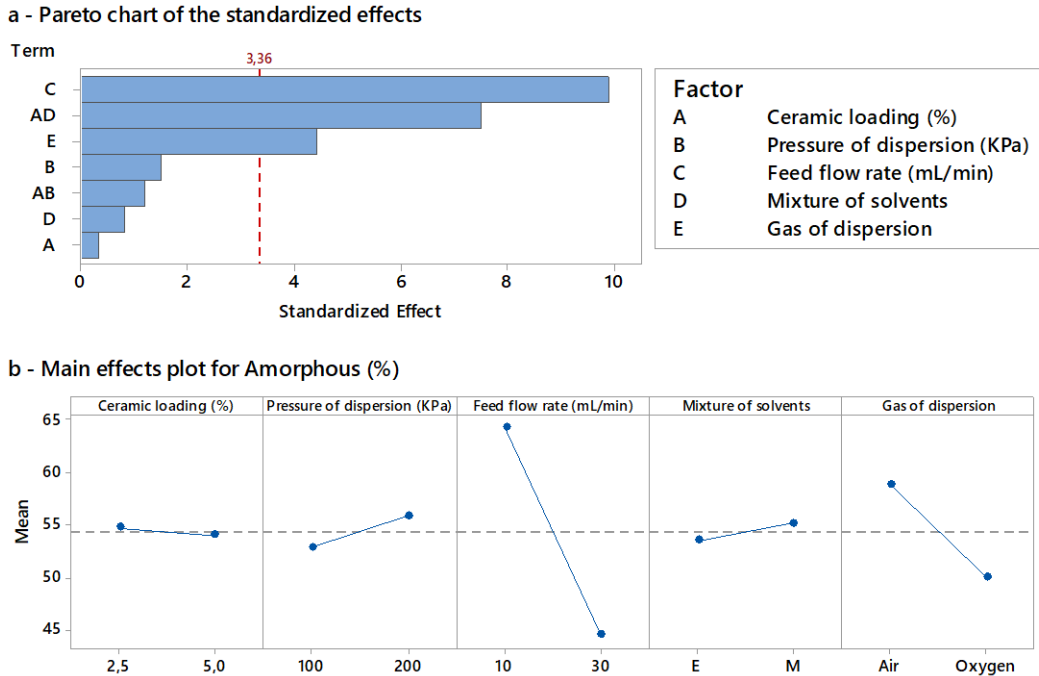 a - Pareto chart of the standardized effects
Term
3,36
C
AD
E
B
AB
D
A
0 2 4 6 8 10
Standardized Effect
Factor
A Ceramic loading (%)
B Pressure of dispersion (KPa)
C Feed flow rate (mL/min)
D Mixture of solvents
E Gas of dispersion
b - Main effects plot for Amorphous (%)
Ceramic loading (%) Pressure of dispersion (KPa) Feed flow rate (mL/min) Mixture of solvents Gas of dispersion
65
60
55
50
45
Mean
2,5 5,0 100 200 10 30 E M Air Oxygen